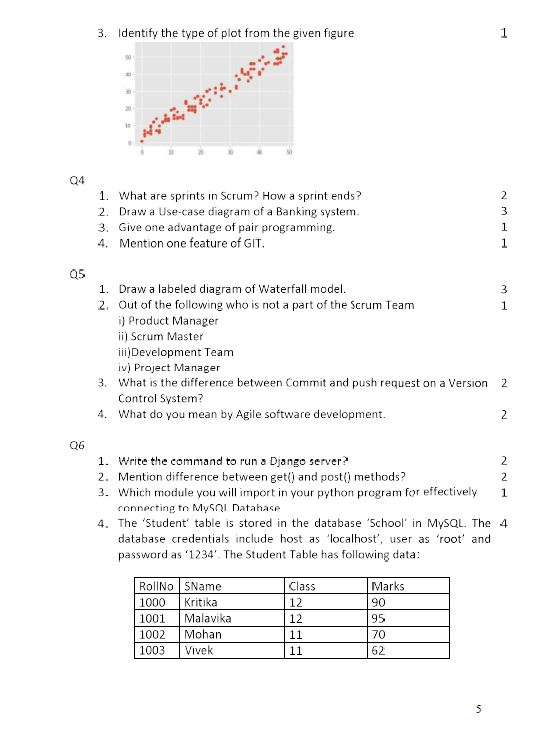 3. Identify the type of plot from the given figure 1
50
40
30
20
10
0
0 10 20 30 40 50
Q4
1. What are sprints in Scrum? How a sprint ends? 2
2. Draw a Use-case diagram of a Banking system. 3
3. Give one advantage of pair programming. 1
4. Mention one feature of GIT. 1
Q5
1. Draw a labeled diagram of Waterfall model. 3
2. Out of the following who is not a part of the Scrum Team 1
i) Product Manager
ii) Scrum Master
iii)Development Team
iv) Project Manager
3. What is the difference between Commit and push request on a Version 2
Control System?
4. What do you mean by Agile software development. 2
Q6
1. Write the command to run a Django server? 2
2. Mention difference between get() and post() methods? 2
3. Which module you will import in your python program for effectively 1
connecting to MySQL Database
4. The 'Student' table is stored in the database 'School' in MySQL. The 4
database credentials include host as 'localhost', user as 'root' and
password as '1234'. The Student Table has following data:
RollNo SName Class Marks
1000 Kritika 12 90
1001 Malavika 12 95
1002 Mohan 11 70
1003 Vivek 11 62
5